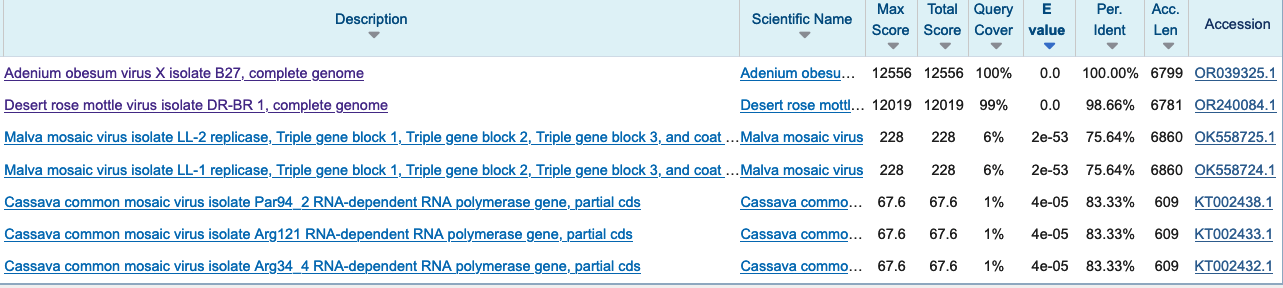 Description Scientific Name Max Score Total Score Query Cover E value Per. Ident Acc. Len Accession
Adenium obesum virus X isolate B27, complete genome Adenium obesu... 12556 12556 100% 0.0 100.00% 6799 OR039325.1
Desert rose mottle virus isolate DR-BR 1, complete genome Desert rose mottl... 12019 12019 99% 0.0 98.66% 6781 OR240084.1
Malva mosaic virus isolate LL-2 replicase, Triple gene block 1, Triple gene block 2, Triple gene block 3, and coat ... Malva mosaic virus 228 228 6% 2e-53 75.64% 6860 OK558725.1
Malva mosaic virus isolate LL-1 replicase, Triple gene block 1, Triple gene block 2, Triple gene block 3, and coat ... Malva mosaic virus 228 228 6% 2e-53 75.64% 6860 OK558724.1
Cassava common mosaic virus isolate Par94_2 RNA-dependent RNA polymerase gene, partial cds Cassava commo... 67.6 67.6 1% 4e-05 83.33% 609 KT002438.1
Cassava common mosaic virus isolate Arg121 RNA-dependent RNA polymerase gene, partial cds Cassava commo... 67.6 67.6 1% 4e-05 83.33% 609 KT002433.1
Cassava common mosaic virus isolate Arg34_4 RNA-dependent RNA polymerase gene, partial cds Cassava commo... 67.6 67.6 1% 4e-05 83.33% 609 KT002432.1